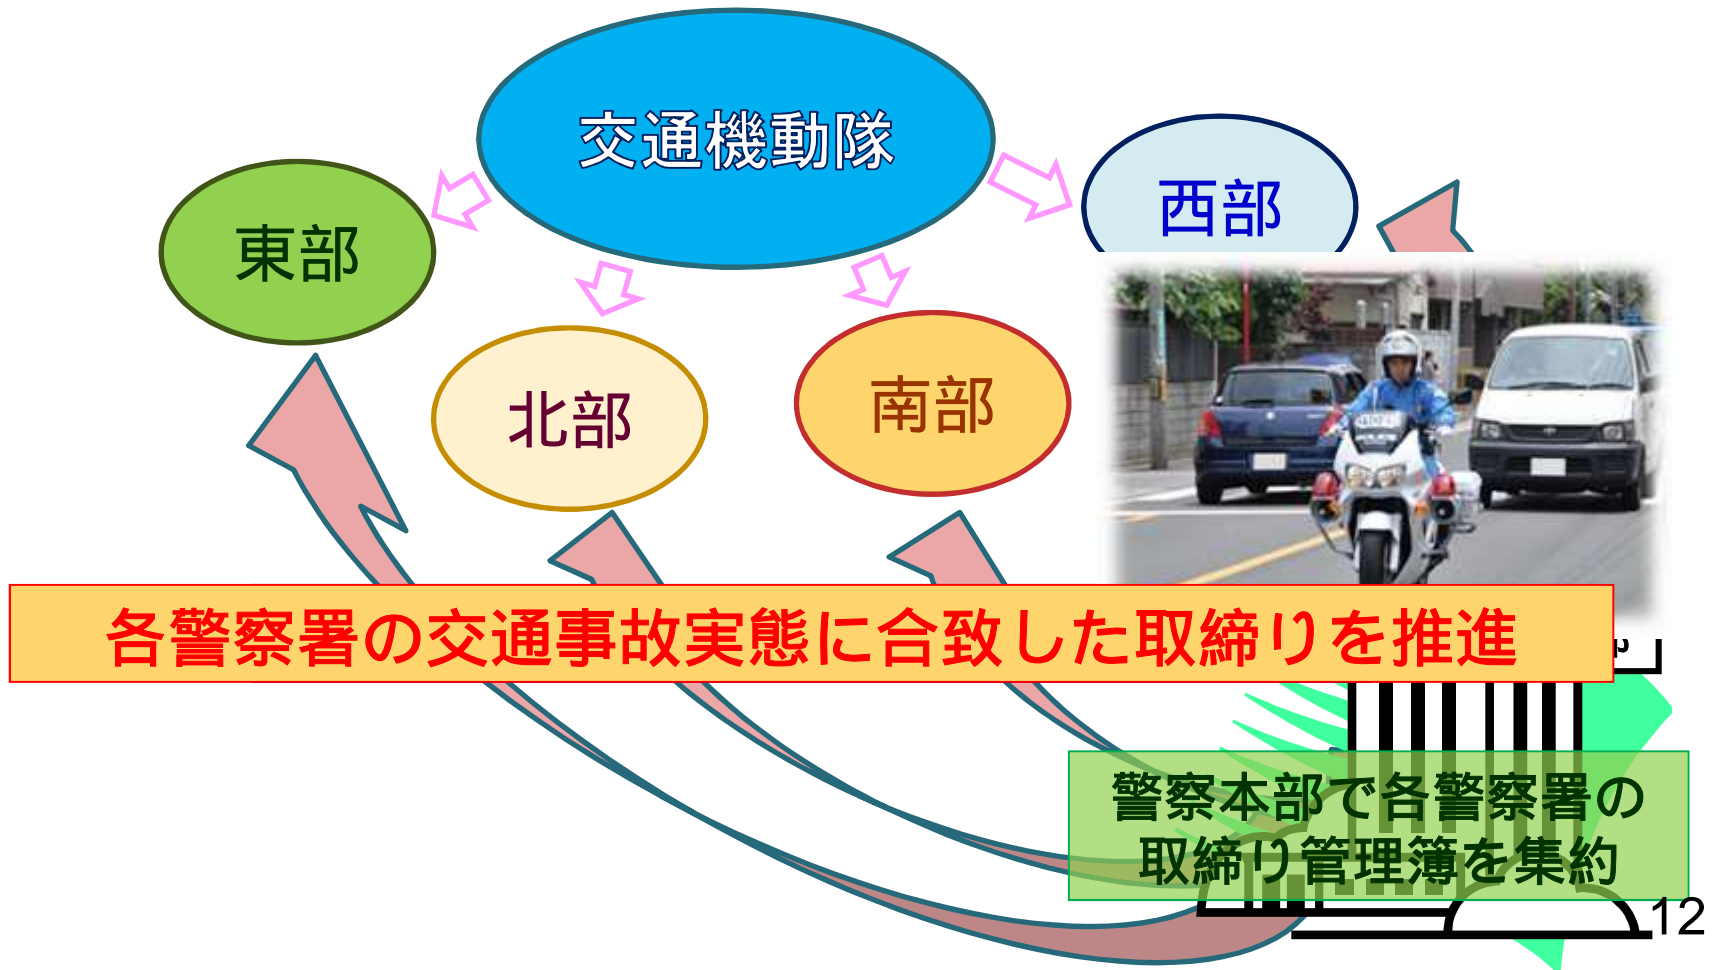 交通機動隊
西部
東部
北部
南部
各警察署の交通事故実態に合致した取締りを推進
警察本部で各警察署の
取締り管理簿を集約
12